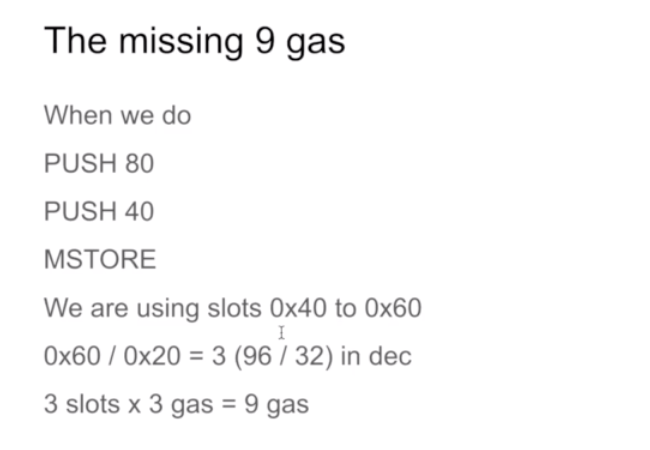 The missing 9 gas
When we do
PUSH 80
PUSH 40
MSTORE
We are using slots 0x40 to 0x60
0x60 / 0x20 = 3 (96 / 32) in dec
3 slots x 3 gas = 9 gas